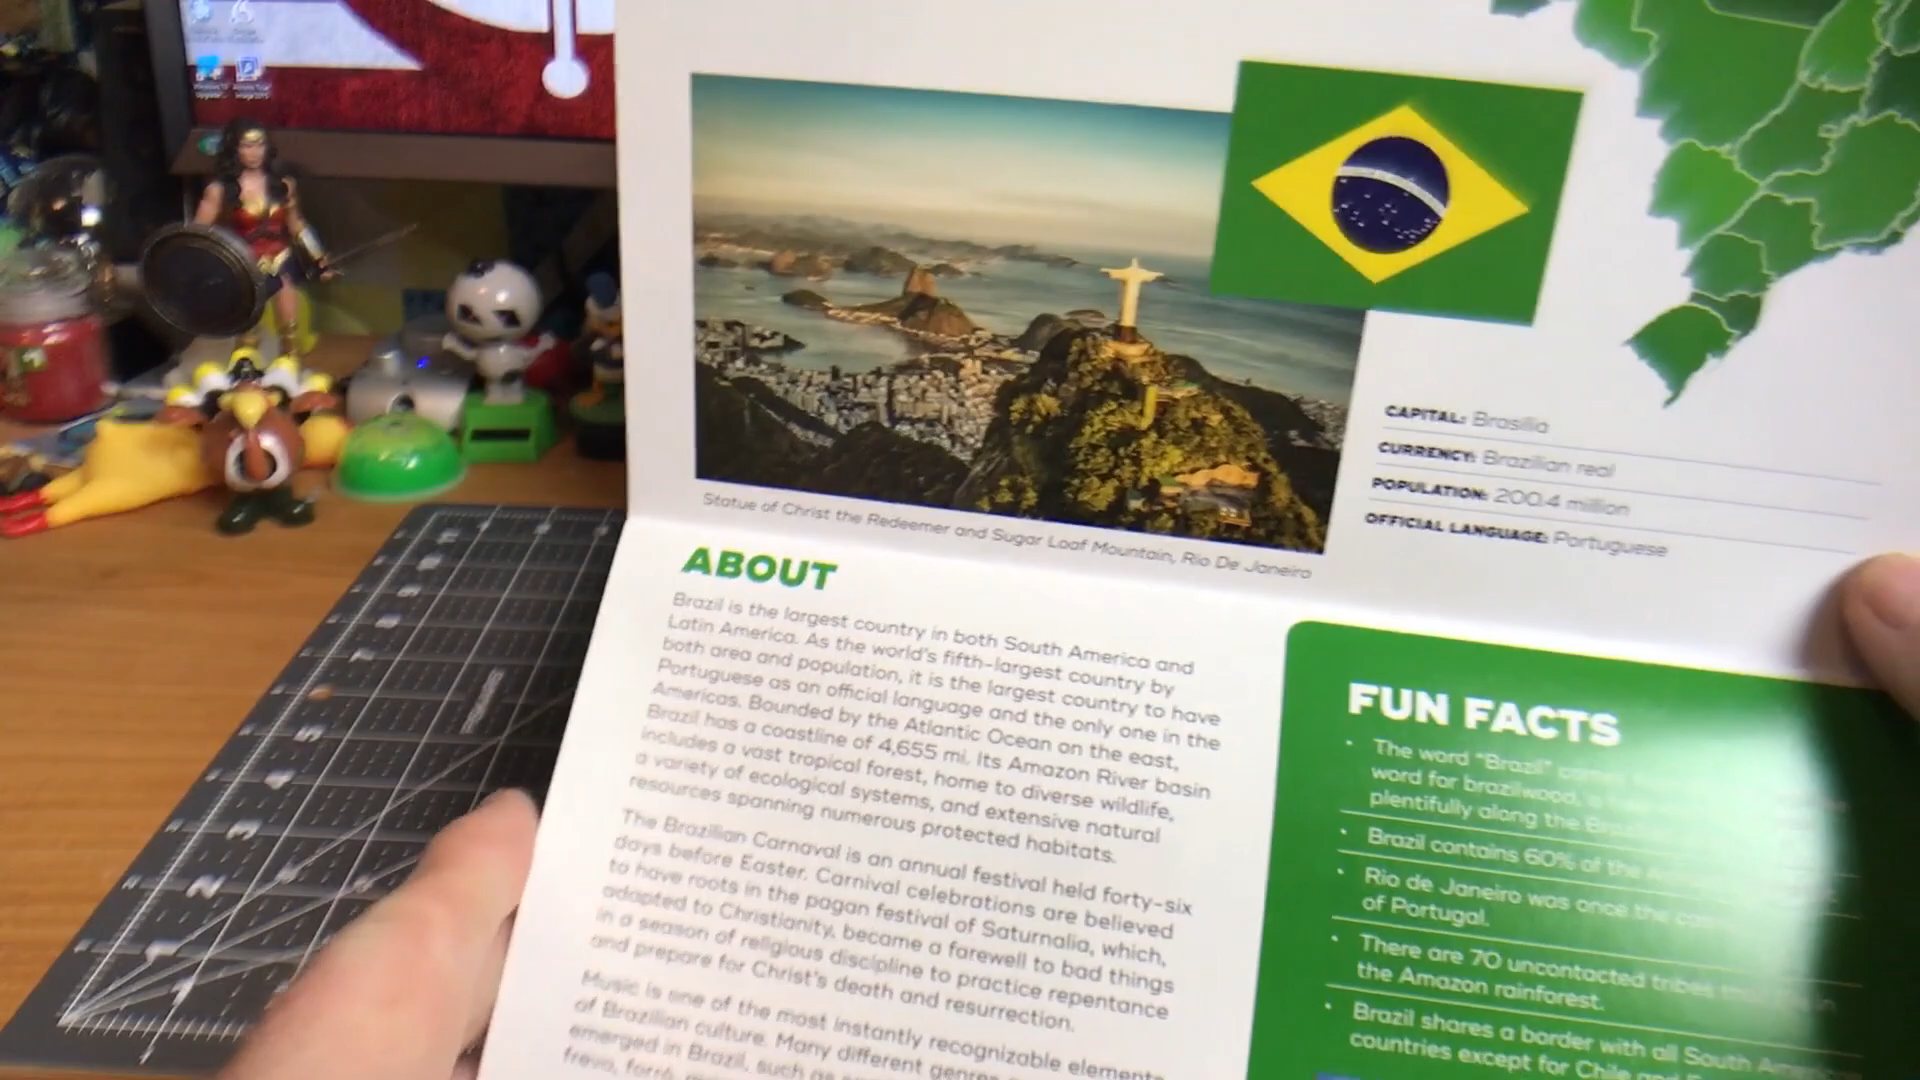 CAPITAL: Brasilia
CURRENCY: Brazilian real
POPULATION: 200.4 million
OFFICIAL LANGUAGE: Portuguese
Statue of Christ the Redeemer and Sugar Loaf Mountain, Rio De Janeiro
ABOUT
Brazil is the largest country in both South America and
Latin America. As the world's fifth-largest country by
both area and population, it is the largest country to have
Portuguese as an official language and the only one in the
Americas. Bounded by the Atlantic Ocean on the east,
Brazil has a coastline of 4,655 mi. Its Amazon River basin
includes a vast tropical forest, home to diverse wildlife,
a variety of ecological systems, and extensive natural
resources spanning numerous protected habitats.
The Brazilian Carnaval is an annual festival held forty-six
days before Easter. Carnival celebrations are believed
to have roots in the pagan festival of Saturnalia, which,
adapted to Christianity, became a farewell to bad things
in a season of religious discipline to practice repentance
and prepare for Christ's death and resurrection.
Music is one of the most instantly recognizable elements
of Brazilian culture. Many different genres
emerged in Brazil, such as
frevo, forró,
FUN FACTS
• The word "Brazil"
word for brazilwood, a
plentifully along the
• Brazil contains 60% of the
• Rio de Janeiro was once the
of Portugal.
• There are 70 uncontacted tribes
the Amazon rainforest.
• Brazil shares a border with all South
countries except for Chile and
1
2
3
4
5
7